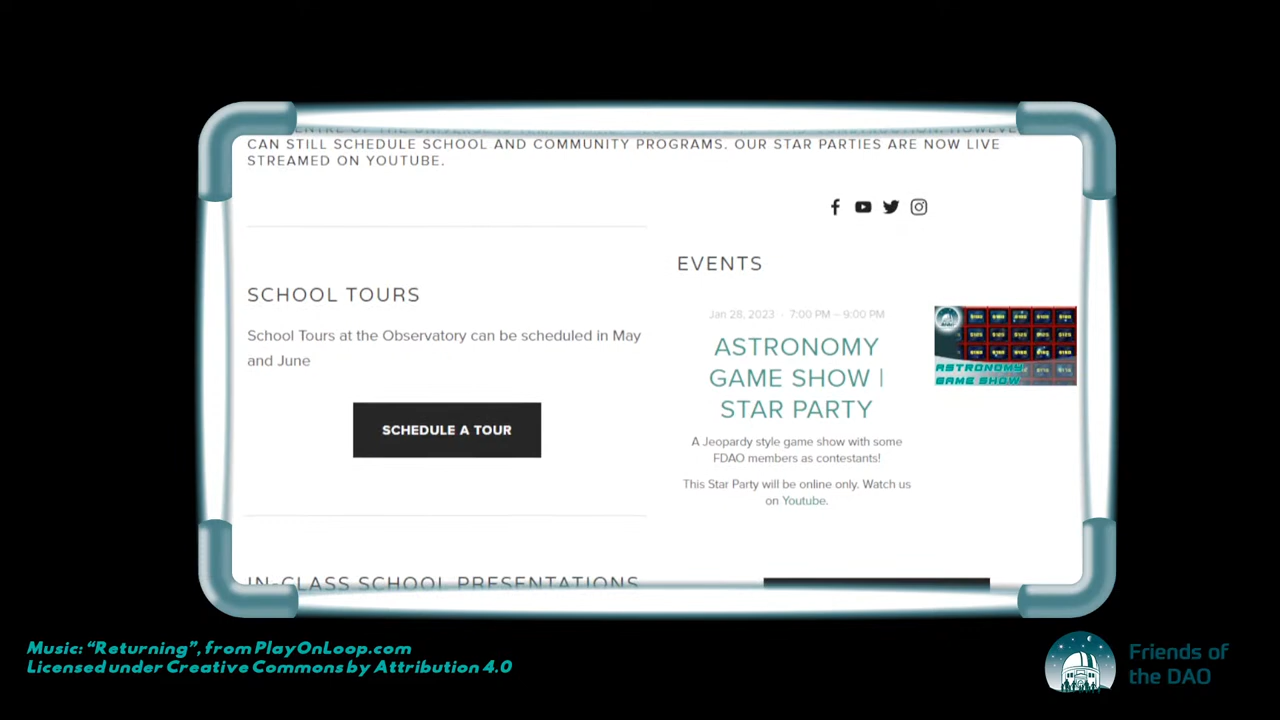 CENTRE OF THE UNIVERSE
CAN STILL SCHEDULE SCHOOL AND COMMUNITY PROGRAMS. OUR STAR PARTIES ARE NOW LIVE
STREAMED ON YOUTUBE.
SCHOOL TOURS
School Tours at the Observatory can be scheduled in May
and June
SCHEDULE A TOUR
IN-CLASS SCHOOL PRESENTATIONS
EVENTS
Jan 28, 2023 · 7:00 PM – 9:00 PM
ASTRONOMY
GAME SHOW |
STAR PARTY
A Jeopardy style game show with some
FDAO members as contestants!
This Star Party will be online only. Watch us
on Youtube.
ASTRONOMY
GAME SHOW
Music: “Returning”, from PlayOnLoop.com
Licensed under Creative Commons by Attribution 4.0
Friends of
the DAO